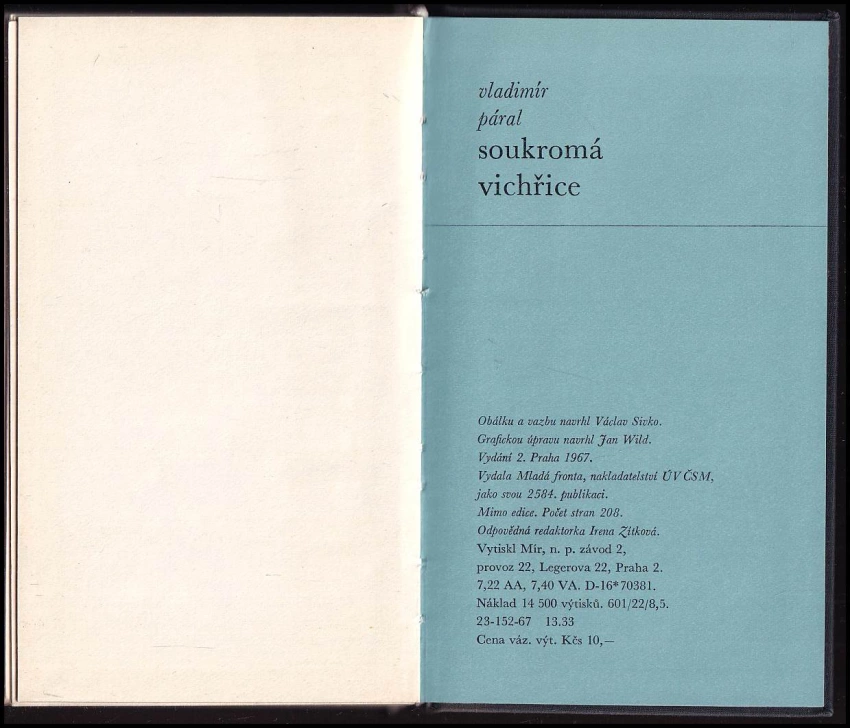 vladimír
páral
soukromá
vichřice
Obálku a vazbu navrhl Václav Sivko.
Grafickou úpravu navrhl Jan Wild.
Vydání 2. Praha 1967.
Vydala Mladá fronta, nakladatelství ÚV ČSM,
jako svou 2584. publikaci.
Mimo edice. Počet stran 208.
Odpovědná redaktorka Irena Zítková.
Vytiskl Mír, n. p. závod 2,
provoz 22, Legerova 22, Praha 2.
7,22 AA, 7,40 VA. D-16*70381.
Náklad 14 500 výtisků. 601/22/8,5.
23-152-67 13.33
Cena váz. výt. Kčs 10,—